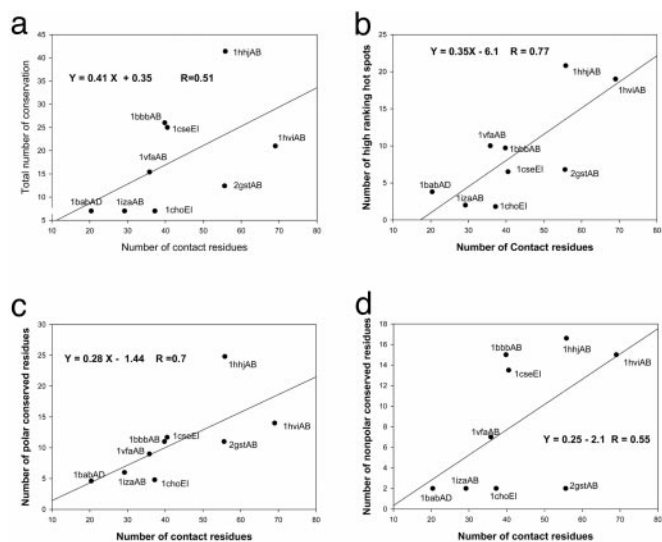 a
Total number of conservation
45
40
35
30
25
20
15
10
5
Y = 0.41 X + 0.35 R=0.51
1hhjAB
1bbbAB
1cseEI
1hviAB
1vfaAB
2gstAB
1babAD
1izaAB
1choEI
10 20 30 40 50 60 70 80
Number of contact residues
b
Number of high ranking hot spots
25
20
15
10
5
0
Y = 0.35X - 6.1 R = 0.77
1hhjAB
1hviAB
1vfaAB
1bbbAB
1cseEI
2gstAB
1babAD
1izaAB
1choEI
10 20 30 40 50 60 70 80
Number of Contact residues
c
Number of polar conserved residues
30
25
20
15
10
5
0
Y = 0.28 X - 1.44 R =0.7
1hhjAB
1bbbAB
1cseEI
1hviAB
1vfaAB
2gstAB
1babAD
1izaAB
1choEI
10 20 30 40 50 60 70 80
Number of contact residues
d
Number of nonpolar conserved residues
18
16
14
12
10
8
6
4
2
0
1bbbAB
1hhjAB
1hviAB
1cseEI
1vfaAB
Y = 0.25 - 2.1 R = 0.55
1babAD
1izaAB
1choEI
2gstAB
10 20 30 40 50 60 70 80
Number of contact residues